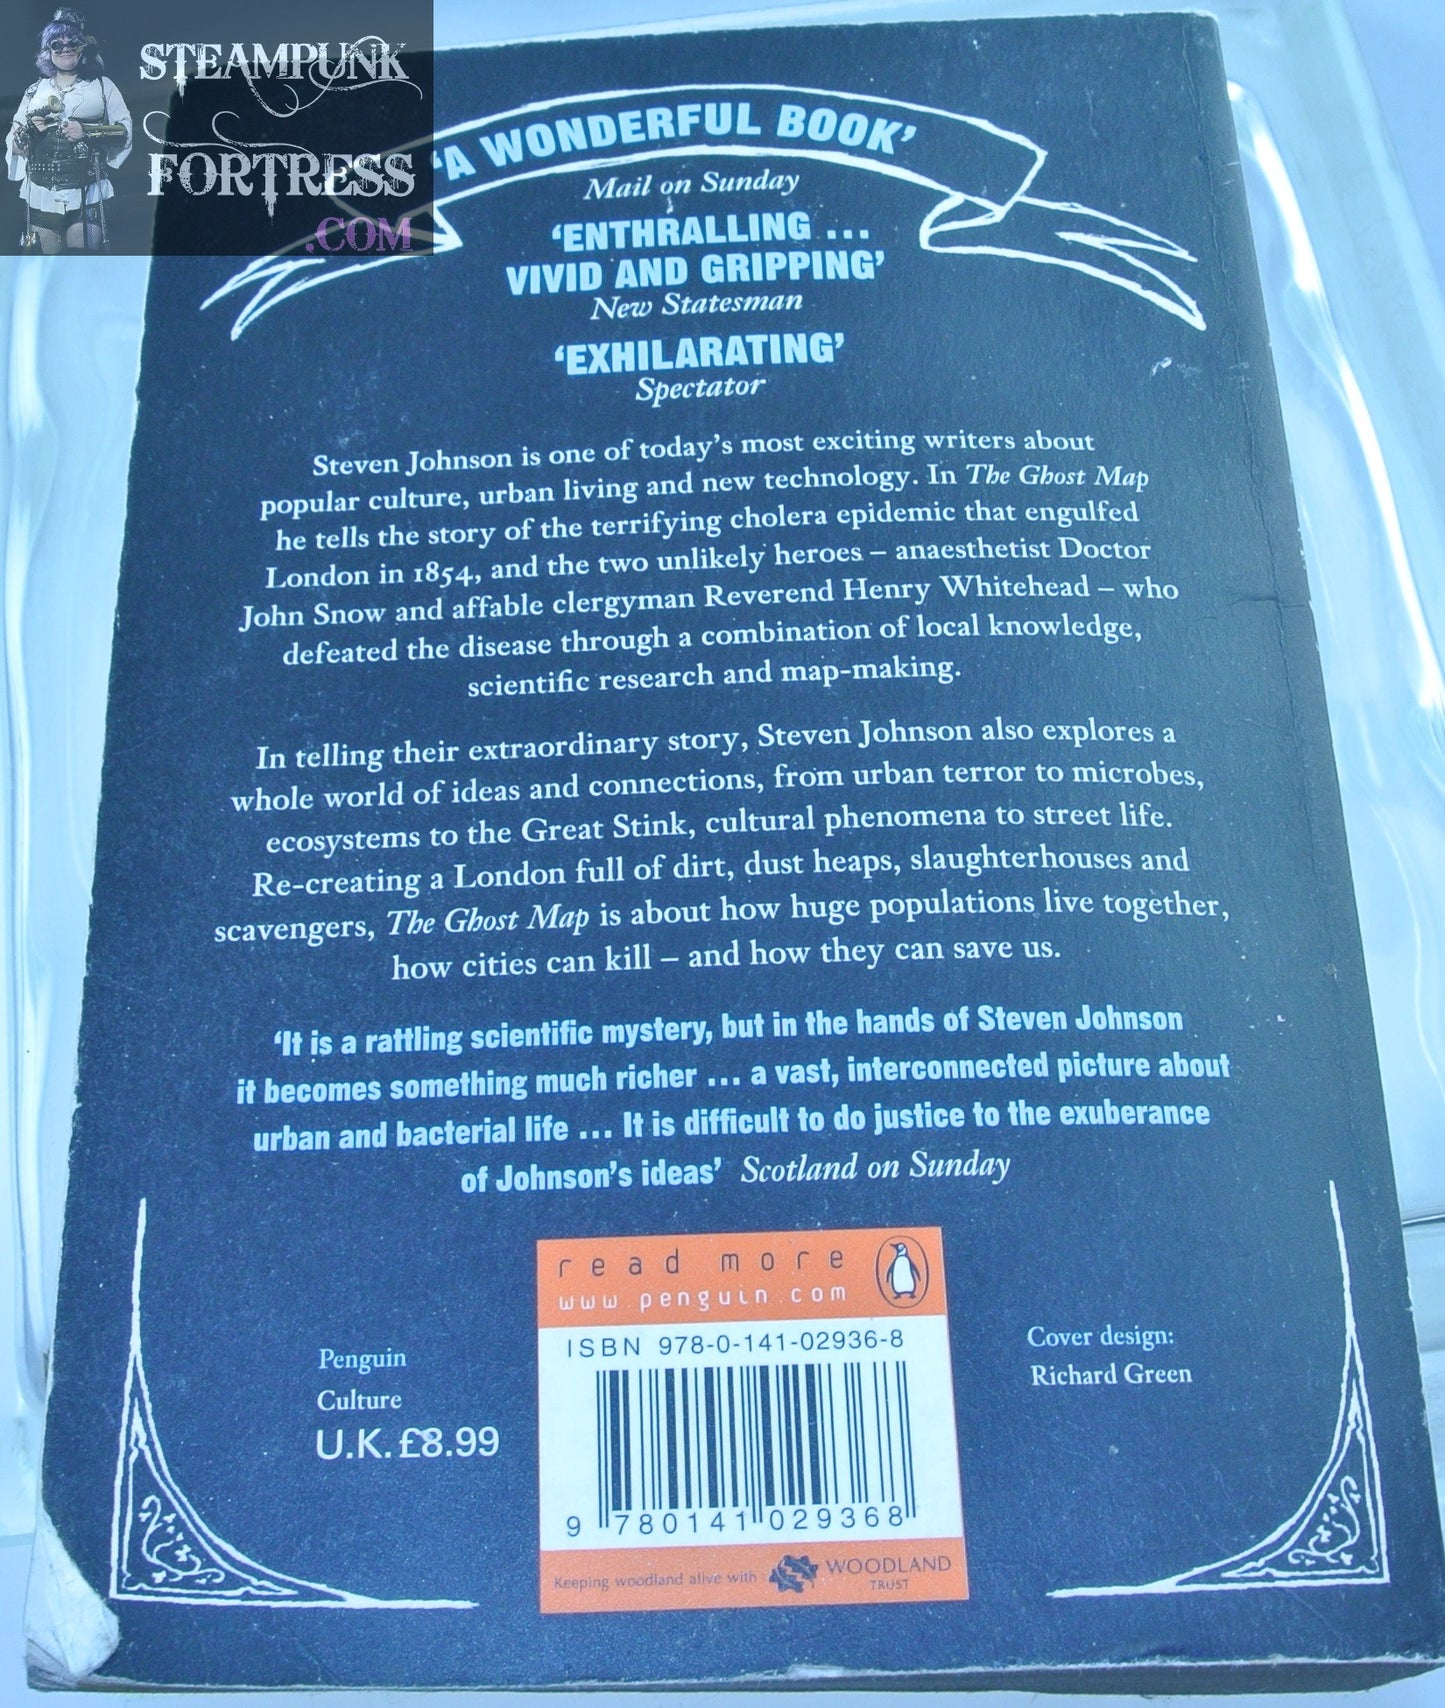 STEAMPUNK
FORTRESS
.COM
‘A WONDERFUL BOOK’
Mail on Sunday
‘ENTHRALLING ...
VIVID AND GRIPPING’
New Statesman
‘EXHILARATING’
Spectator
Steven Johnson is one of today’s most exciting writers about
popular culture, urban living and new technology. In The Ghost Map
he tells the story of the terrifying cholera epidemic that engulfed
London in 1854, and the two unlikely heroes – anaesthetist Doctor
John Snow and affable clergyman Reverend Henry Whitehead – who
defeated the disease through a combination of local knowledge,
scientific research and map-making.
In telling their extraordinary story, Steven Johnson also explores a
whole world of ideas and connections, from urban terror to microbes,
ecosystems to the Great Stink, cultural phenomena to street life.
Re-creating a London full of dirt, dust heaps, slaughterhouses and
scavengers, The Ghost Map is about how huge populations live together,
how cities can kill – and how they can save us.
‘It is a rattling scientific mystery, but in the hands of Steven Johnson
it becomes something much richer ... a vast, interconnected picture about
urban and bacterial life ... It is difficult to do justice to the exuberance
of Johnson’s ideas’ Scotland on Sunday
read more
www.penguin.com
ISBN 978-0-141-02936-8
9 780141 029368
Keeping woodland alive with WOODLAND
TRUST
Penguin
Culture
U.K. £8.99
Cover design:
Richard Green